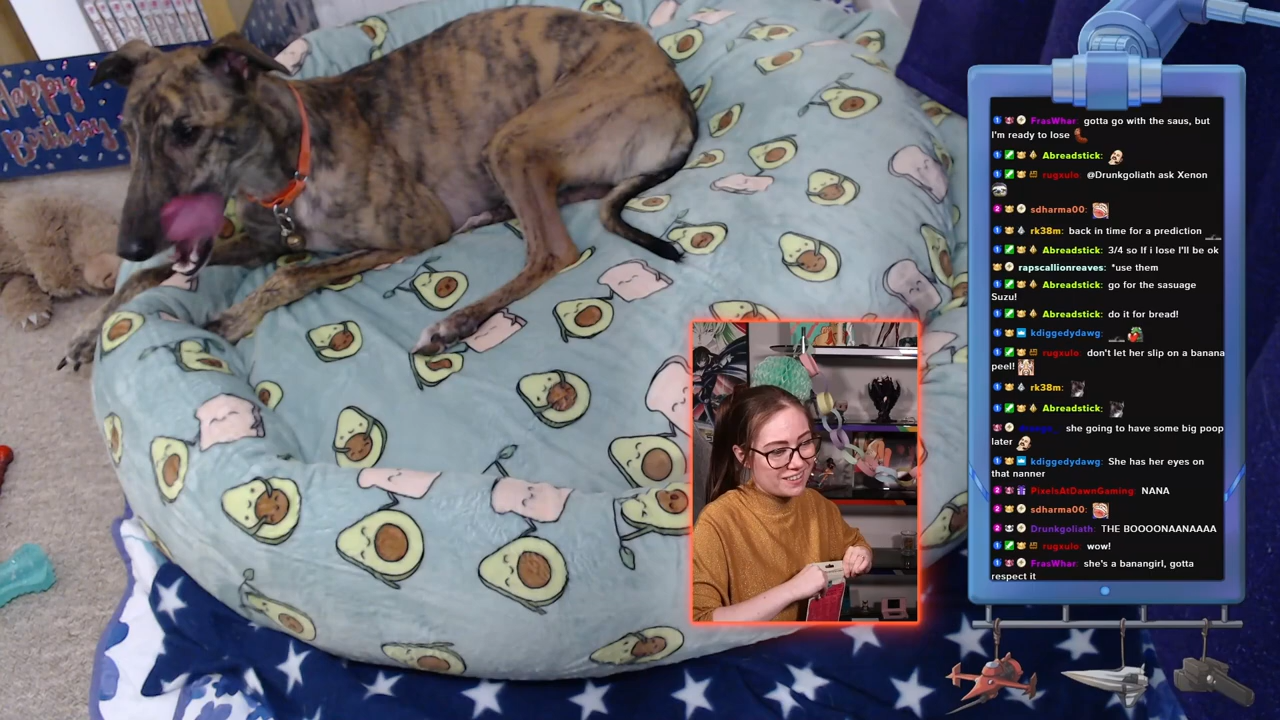 Happy
Birthday
FrasWhar: gotta go with the saus, but
I'm ready to lose
Abreadstick:
rugxulo: @Drunkgoliath ask Xenon
sdharma00:
rk38m: back in time for a prediction
Abreadstick: 3/4 so If i lose I'll be ok
rapscallionreaves: *use them
Abreadstick: go for the sasuage
Suzu!
Abreadstick: do it for bread!
kdiggedydawg:
rugxulo: don't let her slip on a banana
peel!
rk38m:
Abreadstick:
she going to have some big poop
later
kdiggedydawg: She has her eyes on
that nanner
PixelsAtDawnGaming: NANA
sdharma00:
Drunkgoliath: THE BOOOONAANAAAA
rugxulo: wow!
FrasWhar: she's a banangirl, gotta
respect it